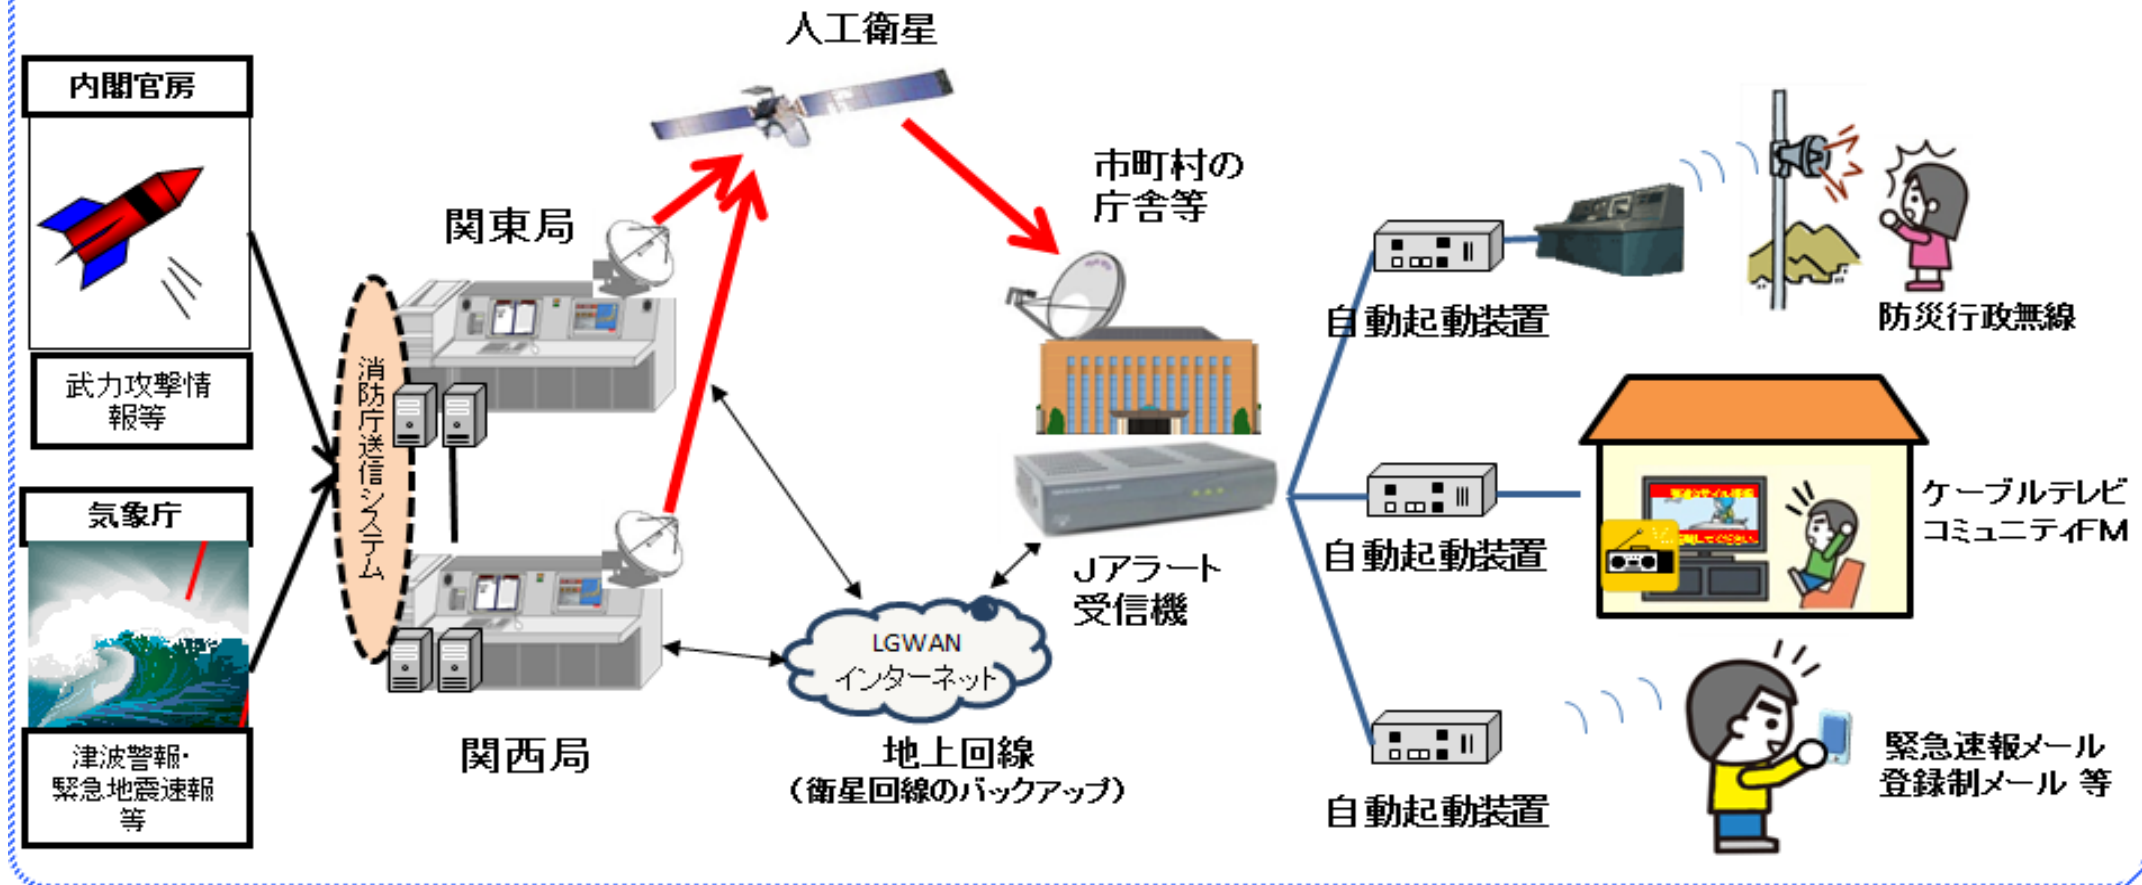 人工衛星
内閣官房
武力攻撃情
報等
気象庁
津波警報・
緊急地震速報
等
消防庁送信システム
関東局
関西局
市町村の
庁舎等
Jアラート
受信機
LGWAN
インターネット
地上回線
（衛星回線のバックアップ）
自動起動装置
防災行政無線
自動起動装置
ケーブルテレビ
コミュニティFM
自動起動装置
緊急速報メール
登録制メール 等